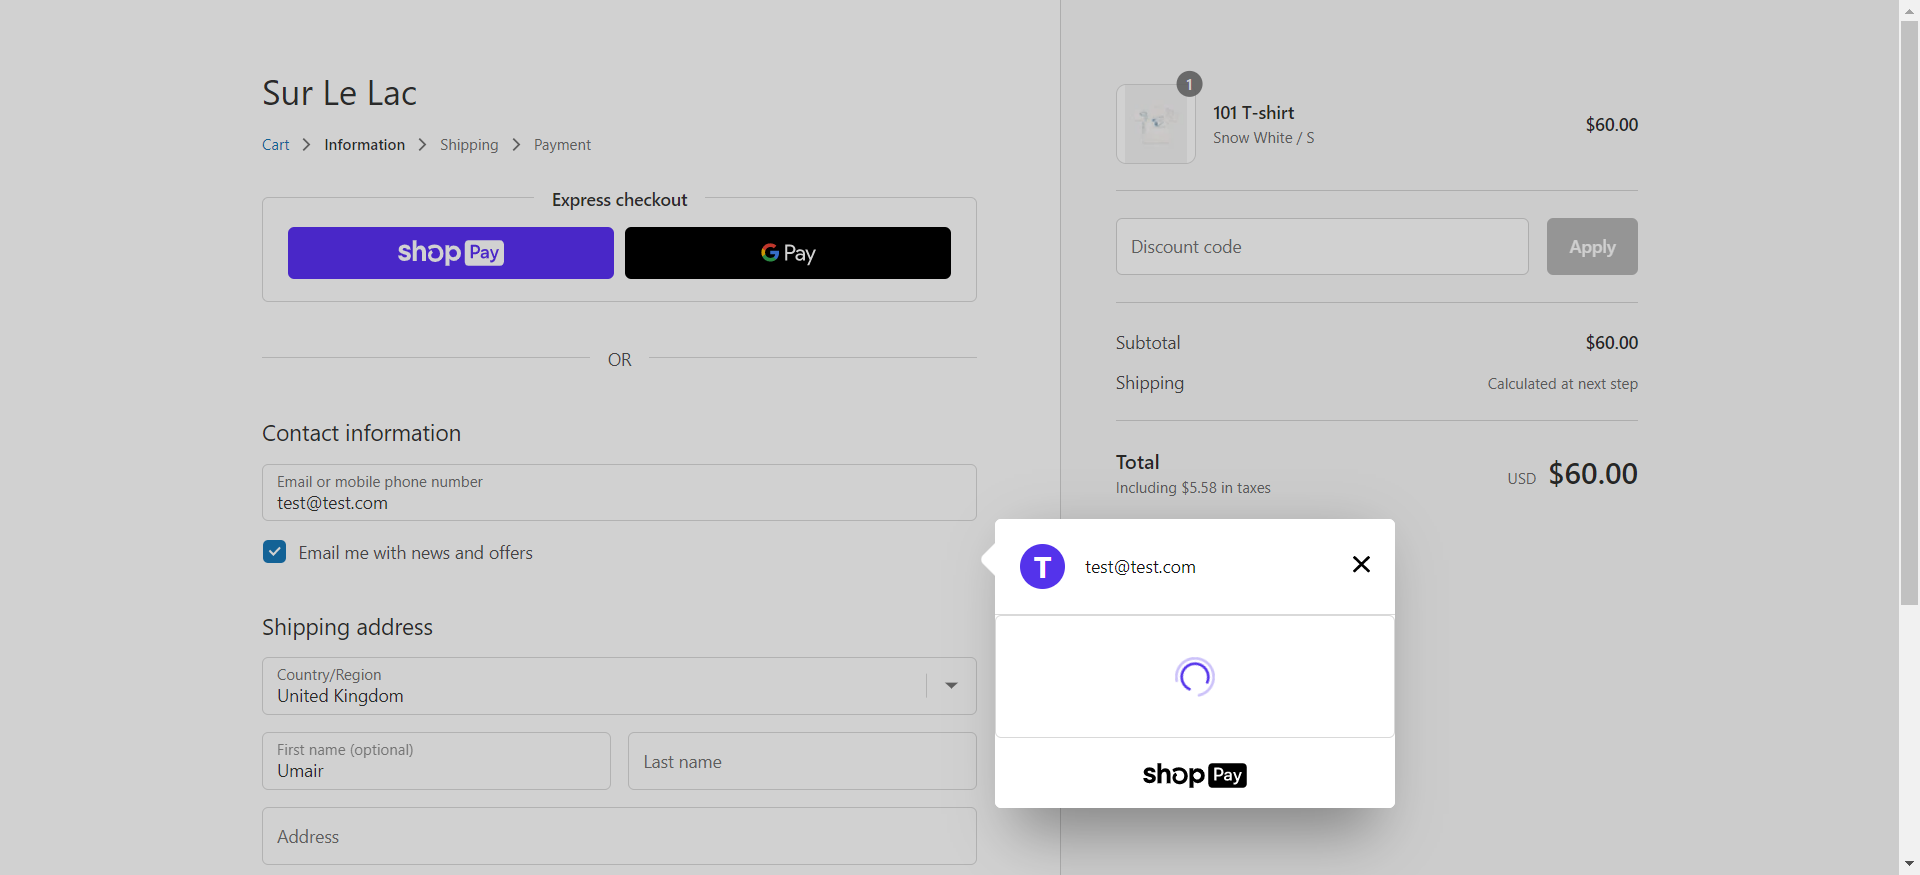 Sur Le Lac
Cart > Information > Shipping > Payment
Express checkout
shop Pay
G Pay
OR
Contact information
Email or mobile phone number
test@test.com
Email me with news and offers
Shipping address
Country/Region
United Kingdom
First name (optional)
Umair
Last name
Address
1
101 T-shirt
Snow White / S
$60.00
Discount code
Apply
Subtotal
$60.00
Shipping
Calculated at next step
Total
Including $5.58 in taxes
USD $60.00
T
test@test.com
shop Pay